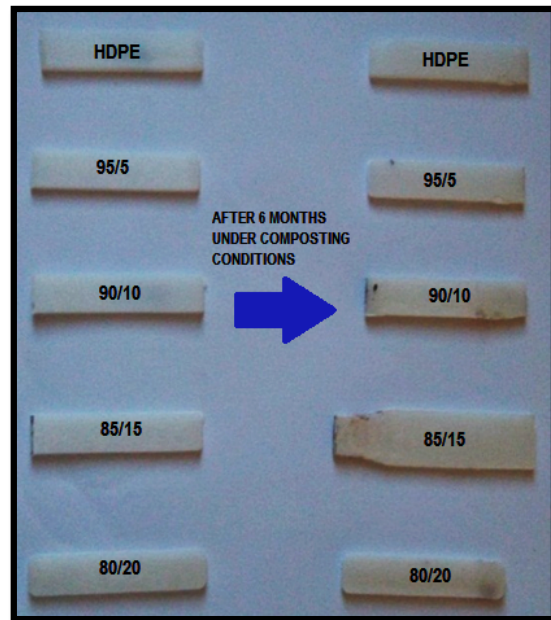 HDPE
HDPE
95/5
95/5
AFTER 6 MONTHS
UNDER COMPOSTING
CONDITIONS
90/10
90/10
85/15
85/15
80/20
80/20